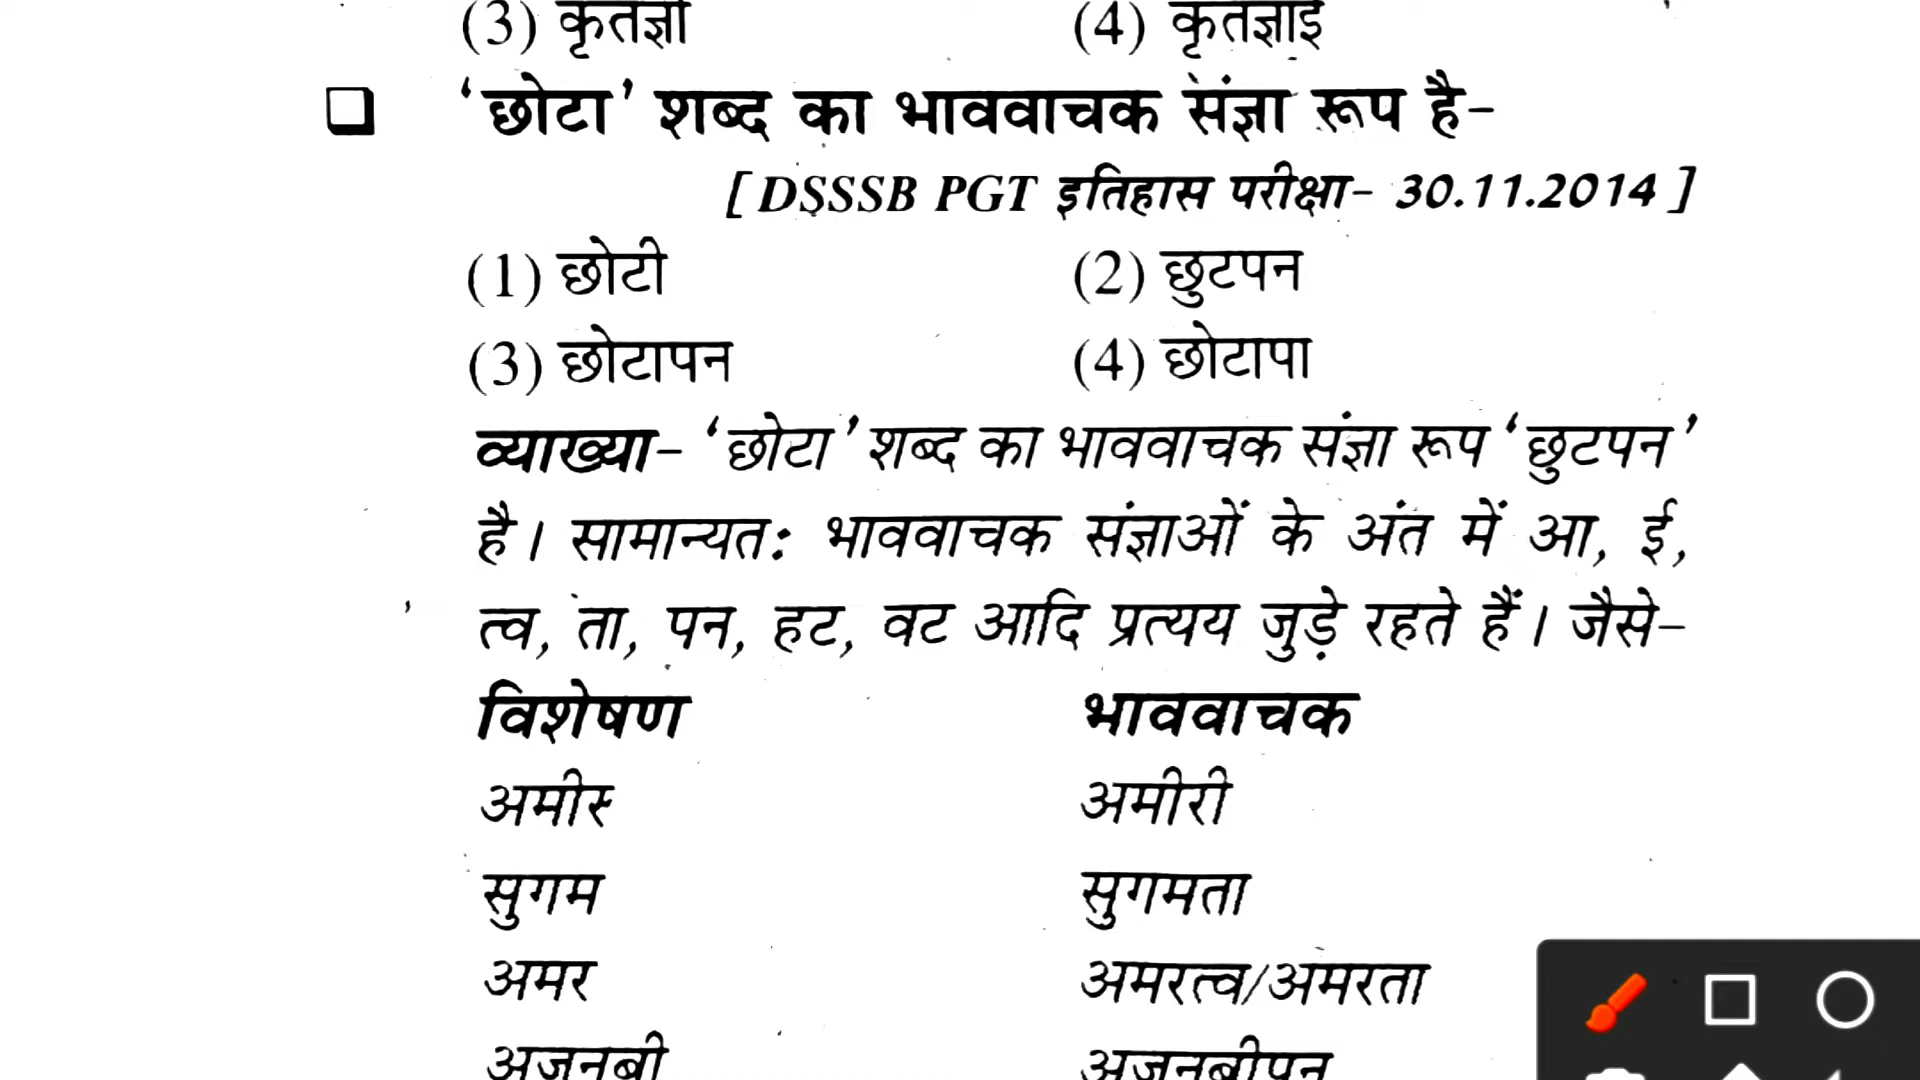 (3) कृतज्ञा (4) कृतज्ञाई
❑ ‘छोटा’ शब्द का भाववाचक संज्ञा रूप है-
[DSSSB PGT इतिहास परीक्षा- 30.11.2014]
(1) छोटी (2) छुटपन
(3) छोटापन (4) छोटापा
व्याख्या- ‘छोटा’ शब्द का भाववाचक संज्ञा रूप ‘छुटपन’
है। सामान्यत: भाववाचक संज्ञाओं के अंत में आ, ई,
त्व, ता, पन, हट, वट आदि प्रत्यय जुड़े रहते हैं। जैसे-
विशेषण भाववाचक
अमीर अमीरी
सुगम सुगमता
अमर अमरत्व/अमरता
अजनबी अजनबीपन